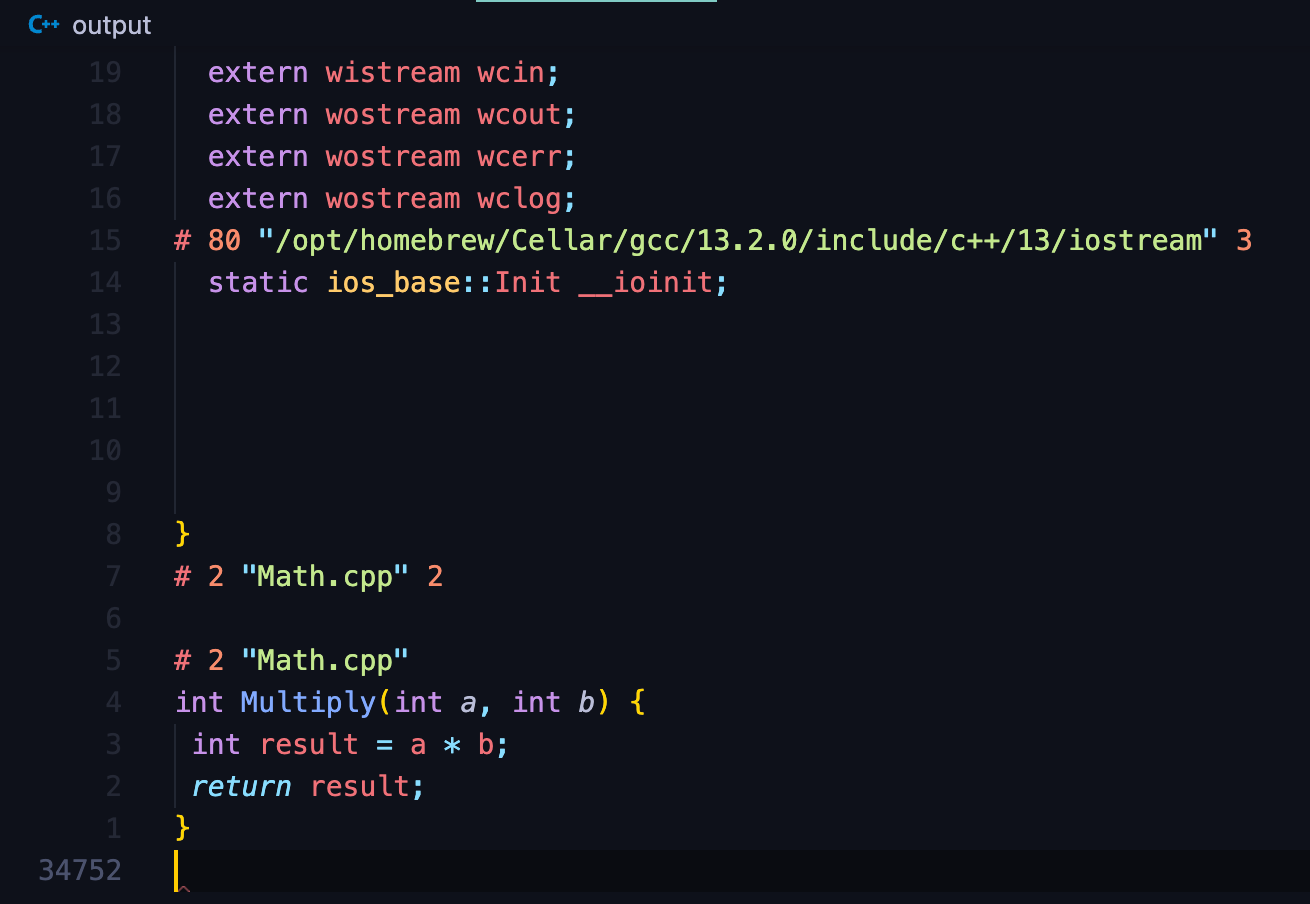 C++ output
19 extern wistream wcin;
18 extern wostream wcout;
17 extern wostream wcerr;
16 extern wostream wclog;
15 # 80 "/opt/homebrew/Cellar/gcc/13.2.0/include/c++/13/iostream" 3
14 static ios_base::Init __ioinit;
13
12
11
10
9
8 }
7 # 2 "Math.cpp" 2
6
5 # 2 "Math.cpp"
4 int Multiply(int a, int b) {
3 int result = a * b;
2 return result;
1 }
34752